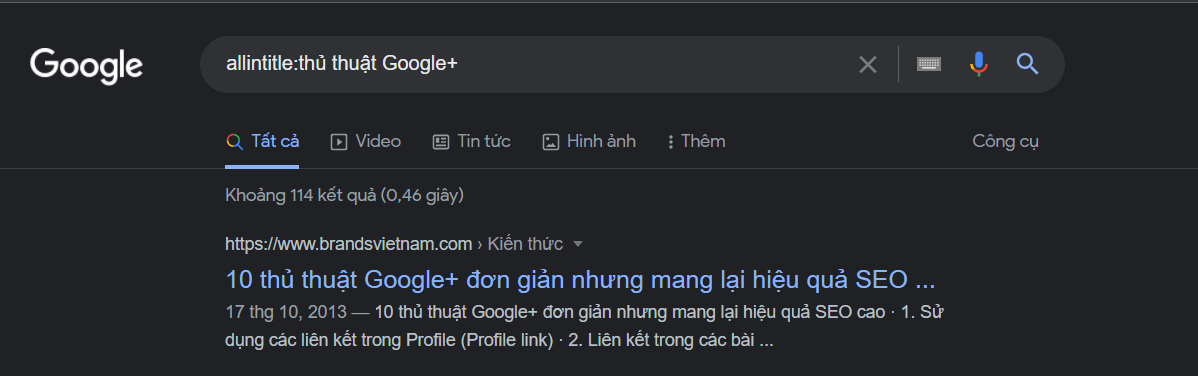 Google
allintitle:thủ thuật Google+
Tất cả Video Tin tức Hình ảnh Thêm Công cụ
Khoảng 114 kết quả (0,46 giây)
https://www.brandsvietnam.com › Kiến thức
10 thủ thuật Google+ đơn giản nhưng mang lại hiệu quả SEO ...
17 thg 10, 2013 — 10 thủ thuật Google+ đơn giản nhưng mang lại hiệu quả SEO cao · 1. Sử
dụng các liên kết trong Profile (Profile link) · 2. Liên kết trong các bài ...